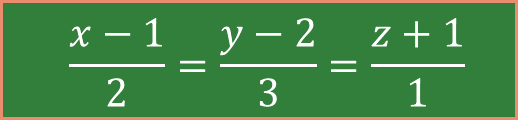 (x − 1)/2 = (y − 2)/3 = (z + 1)/1